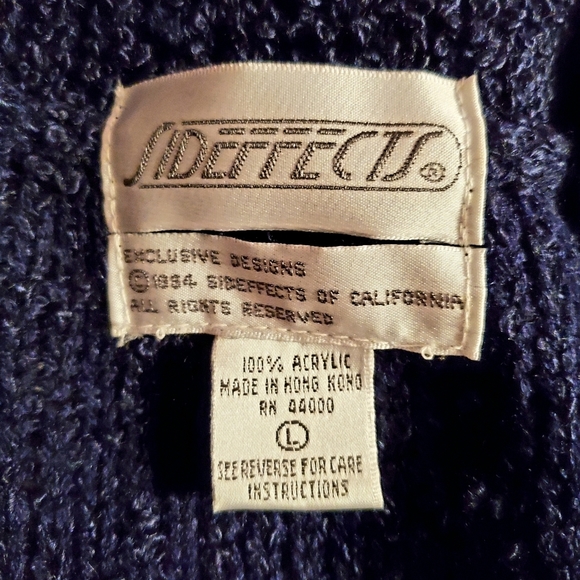 SIDEFFECTS®
EXCLUSIVE DESIGNS
©1994 SIDEFFECTS OF CALIFORNIA
ALL RIGHTS RESERVED
100% ACRYLIC
MADE IN HONG KONG
RN 44000
L
SEE REVERSE FOR CARE
INSTRUCTIONS